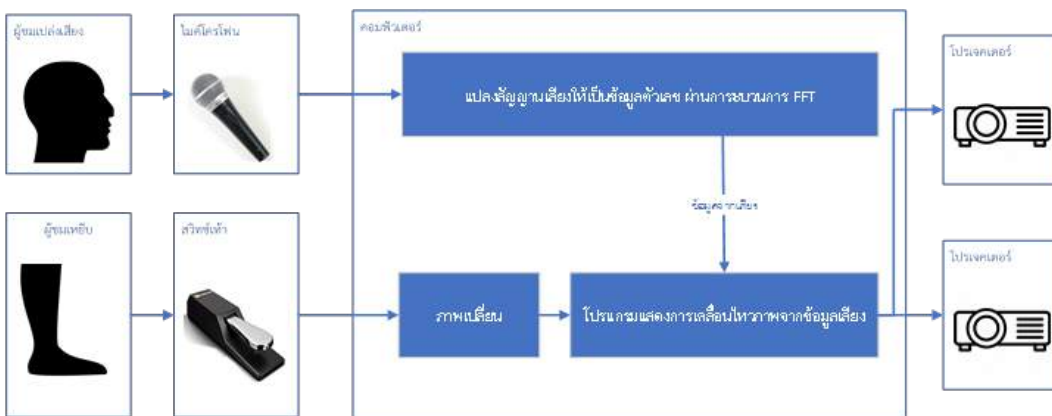 ผู้ชมเปล่งเสียง
ไมค์โครโฟน
คอมพิวเตอร์
โปรเจคเตอร์
แปลงสัญญานเสียงให้เป็นข้อมูลตัวเลข ผ่านการะบวนการ FFT
ข้อมูลจากเสียง
ผู้ชมเหยียบ
สวิทซ์เท้า
โปรเจคเตอร์
ภาพเปลี่ยน
โปรแกรมแสดงการเคลื่อนไหวภาพจากข้อมูลเสียง